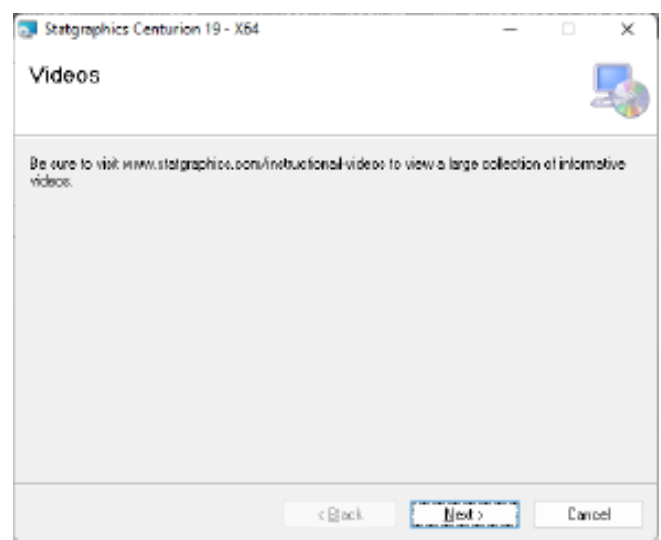 Statgraphics Centurion 19 - X64
Videos
Be sure to visit www.statgraphics.com/instructional-videos to view a large collection of informative
videos.
< Back Next > Cancel